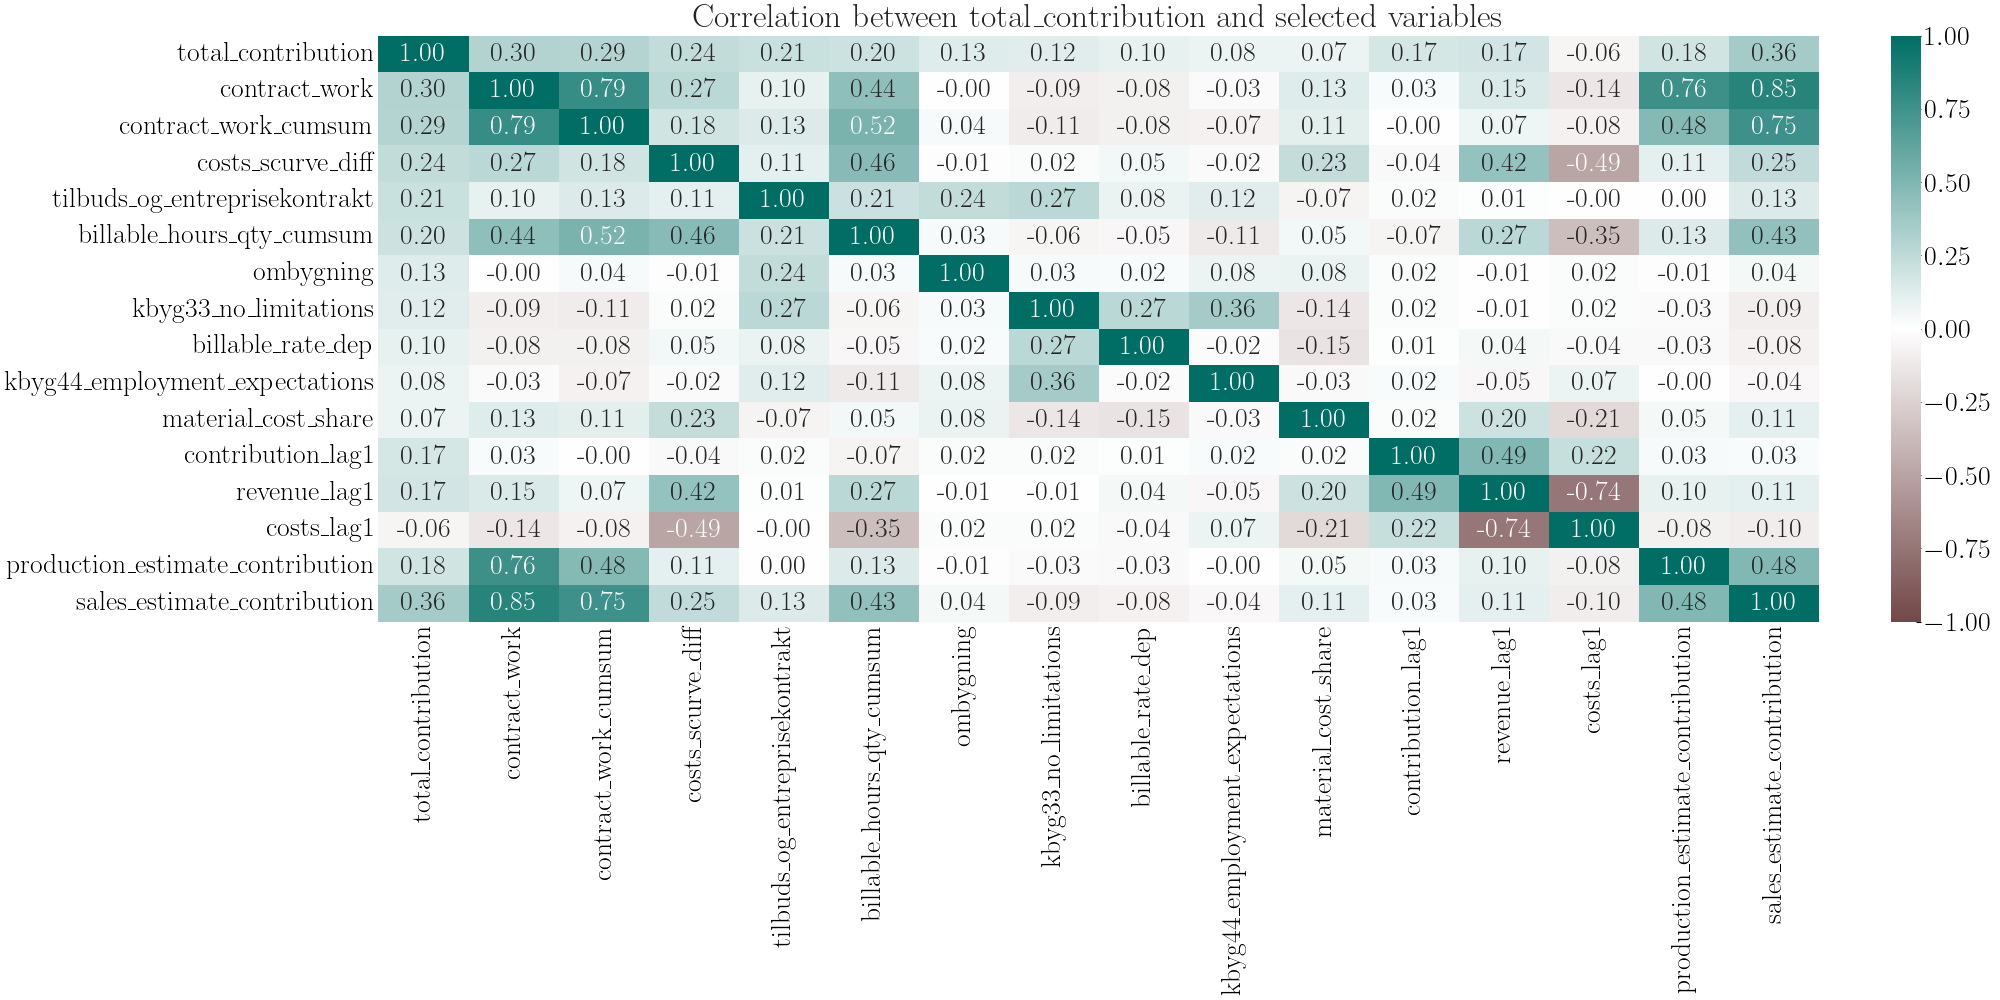 Correlation between total_contribution and selected variables
total_contribution 1.00 0.30 0.29 0.24 0.21 0.20 0.13 0.12 0.10 0.08 0.07 0.17 0.17 -0.06 0.18 0.36
contract_work 0.30 1.00 0.79 0.27 0.10 0.44 -0.00 -0.09 -0.08 -0.03 0.13 0.03 0.15 -0.14 0.76 0.85
contract_work_cumsum 0.29 0.79 1.00 0.18 0.13 0.52 0.04 -0.11 -0.08 -0.07 0.11 -0.00 0.07 -0.08 0.48 0.75
costs_scurve_diff 0.24 0.27 0.18 1.00 0.11 0.46 -0.01 0.02 0.05 -0.02 0.23 -0.04 0.42 -0.49 0.11 0.25
tilbuds_og_entreprisekontrakt 0.21 0.10 0.13 0.11 1.00 0.21 0.24 0.27 0.08 0.12 -0.07 0.02 0.01 -0.00 0.00 0.13
billable_hours_qty_cumsum 0.20 0.44 0.52 0.46 0.21 1.00 0.03 -0.06 -0.05 -0.11 0.05 -0.07 0.27 -0.35 0.13 0.43
ombygning 0.13 -0.00 0.04 -0.01 0.24 0.03 1.00 0.03 0.02 0.08 0.08 0.02 -0.01 0.02 -0.01 0.04
kbyg33_no_limitations 0.12 -0.09 -0.11 0.02 0.27 -0.06 0.03 1.00 0.27 0.36 -0.14 0.02 -0.01 0.02 -0.03 -0.09
billable_rate_dep 0.10 -0.08 -0.08 0.05 0.08 -0.05 0.02 0.27 1.00 -0.02 -0.15 0.01 0.04 -0.04 -0.03 -0.08
kbyg44_employment_expectations 0.08 -0.03 -0.07 -0.02 0.12 -0.11 0.08 0.36 -0.02 1.00 -0.03 0.02 -0.05 0.07 -0.00 -0.04
material_cost_share 0.07 0.13 0.11 0.23 -0.07 0.05 0.08 -0.14 -0.15 -0.03 1.00 0.02 0.20 -0.21 0.05 0.11
contribution_lag1 0.17 0.03 -0.00 -0.04 0.02 -0.07 0.02 0.02 0.01 0.02 0.02 1.00 0.49 0.22 0.03 0.03
revenue_lag1 0.17 0.15 0.07 0.42 0.01 0.27 -0.01 -0.01 0.04 -0.05 0.20 0.49 1.00 -0.74 0.10 0.11
costs_lag1 -0.06 -0.14 -0.08 -0.49 -0.00 -0.35 0.02 0.02 -0.04 0.07 -0.21 0.22 -0.74 1.00 -0.08 -0.10
production_estimate_contribution 0.18 0.76 0.48 0.11 0.00 0.13 -0.01 -0.03 -0.03 -0.00 0.05 0.03 0.10 -0.08 1.00 0.48
sales_estimate_contribution 0.36 0.85 0.75 0.25 0.13 0.43 0.04 -0.09 -0.08 -0.04 0.11 0.03 0.11 -0.10 0.48 1.00
total_contribution
contract_work
contract_work_cumsum
costs_scurve_diff
tilbuds_og_entreprisekontrakt
billable_hours_qty_cumsum
ombygning
kbyg33_no_limitations
billable_rate_dep
kbyg44_employment_expectations
material_cost_share
contribution_lag1
revenue_lag1
costs_lag1
production_estimate_contribution
sales_estimate_contribution
1.00
0.75
0.50
0.25
0.00
−0.25
−0.50
−0.75
−1.00